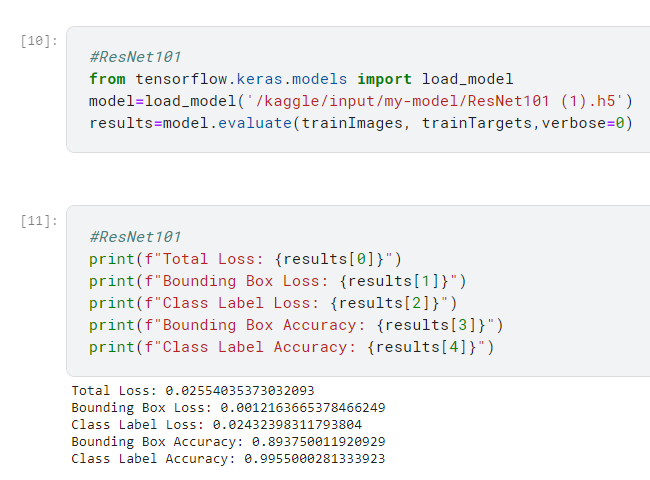 [10]:
#ResNet101
from tensorflow.keras.models import load_model
model=load_model('/kaggle/input/my-model/ResNet101 (1).h5')
results=model.evaluate(trainImages, trainTargets,verbose=0)
[11]:
#ResNet101
print(f"Total Loss: {results[0]}")
print(f"Bounding Box Loss: {results[1]}")
print(f"Class Label Loss: {results[2]}")
print(f"Bounding Box Accuracy: {results[3]}")
print(f"Class Label Accuracy: {results[4]}")
Total Loss: 0.02554035373032093
Bounding Box Loss: 0.0012163665378466249
Class Label Loss: 0.02432398311793804
Bounding Box Accuracy: 0.893750011920929
Class Label Accuracy: 0.9955000281333923